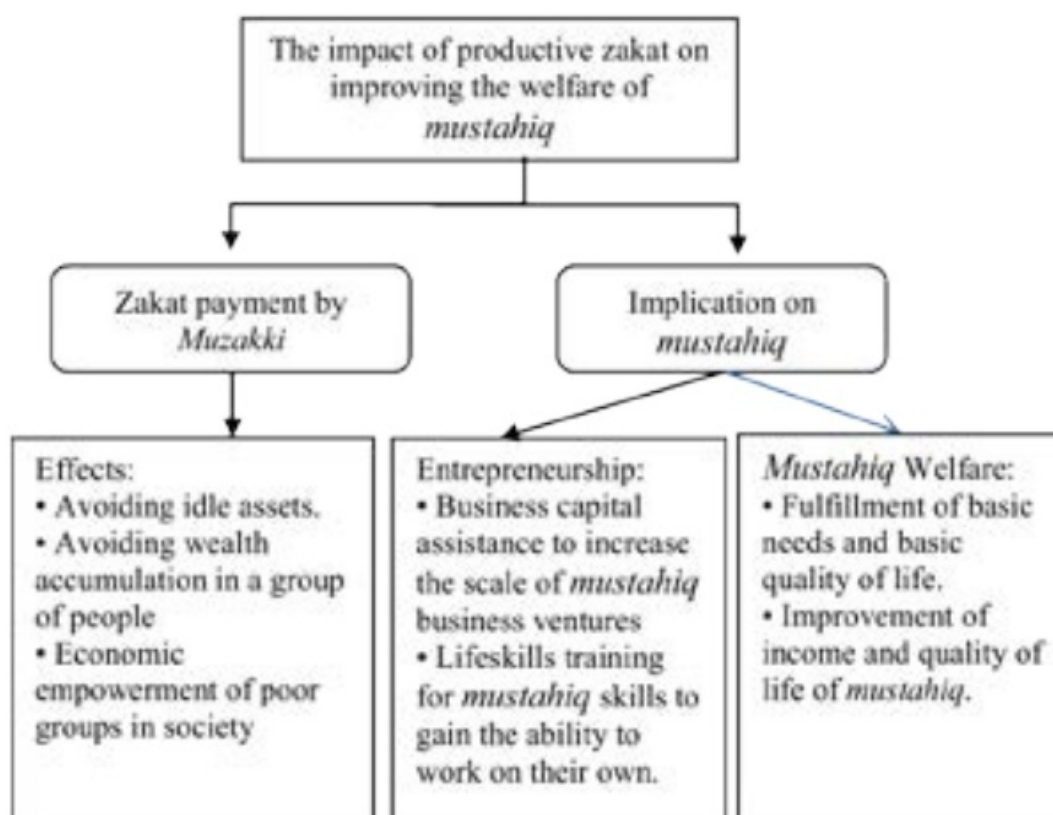 The impact of productive zakat on
improving the welfare of
mustahiq
Zakat payment by
Muzakki
Implication on
mustahiq
Effects:
• Avoiding idle assets.
• Avoiding wealth
accumulation in a group
of people
• Economic
empowerment of poor
groups in society
Entrepreneurship:
• Business capital
assistance to increase
the scale of mustahiq
business ventures
• Lifeskills training
for mustahiq skills to
gain the ability to
work on their own.
Mustahiq Welfare:
• Fulfillment of basic
needs and basic
quality of life.
• Improvement of
income and quality of
life of mustahiq.